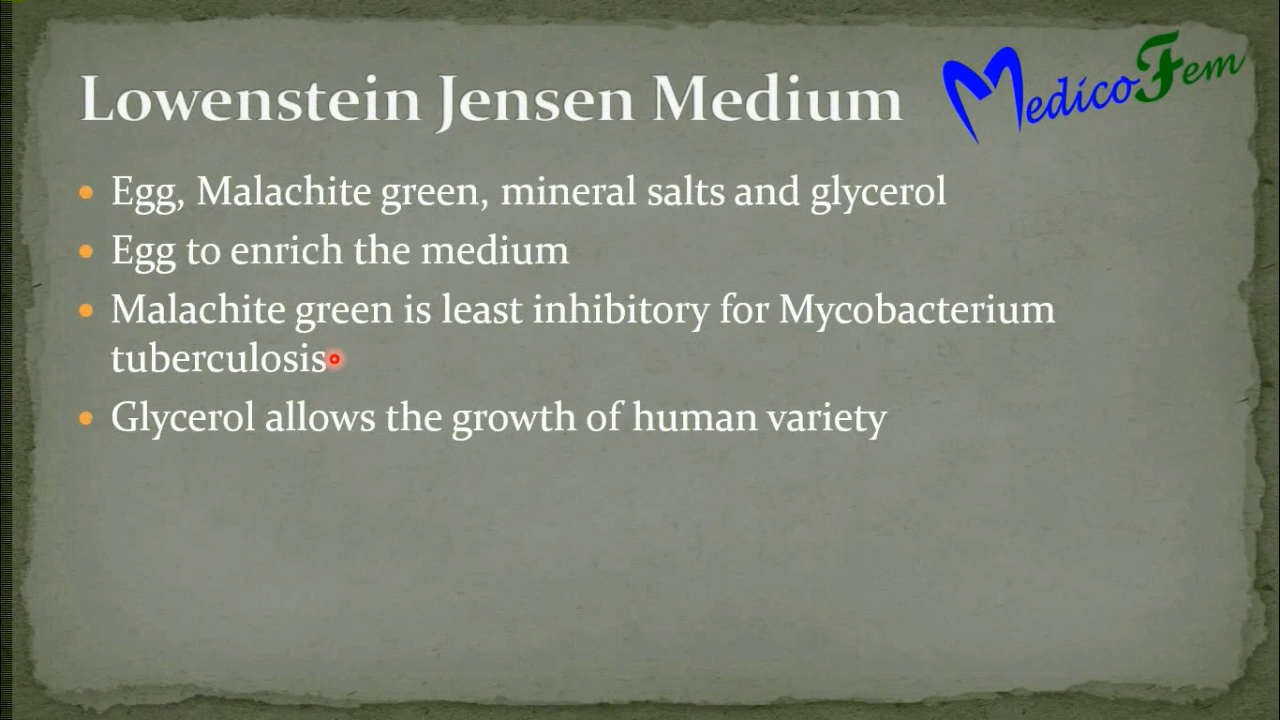 Lowenstein Jensen Medium
MedicoFem
Egg, Malachite green, mineral salts and glycerol
Egg to enrich the medium
Malachite green is least inhibitory for Mycobacterium
tuberculosis
Glycerol allows the growth of human variety